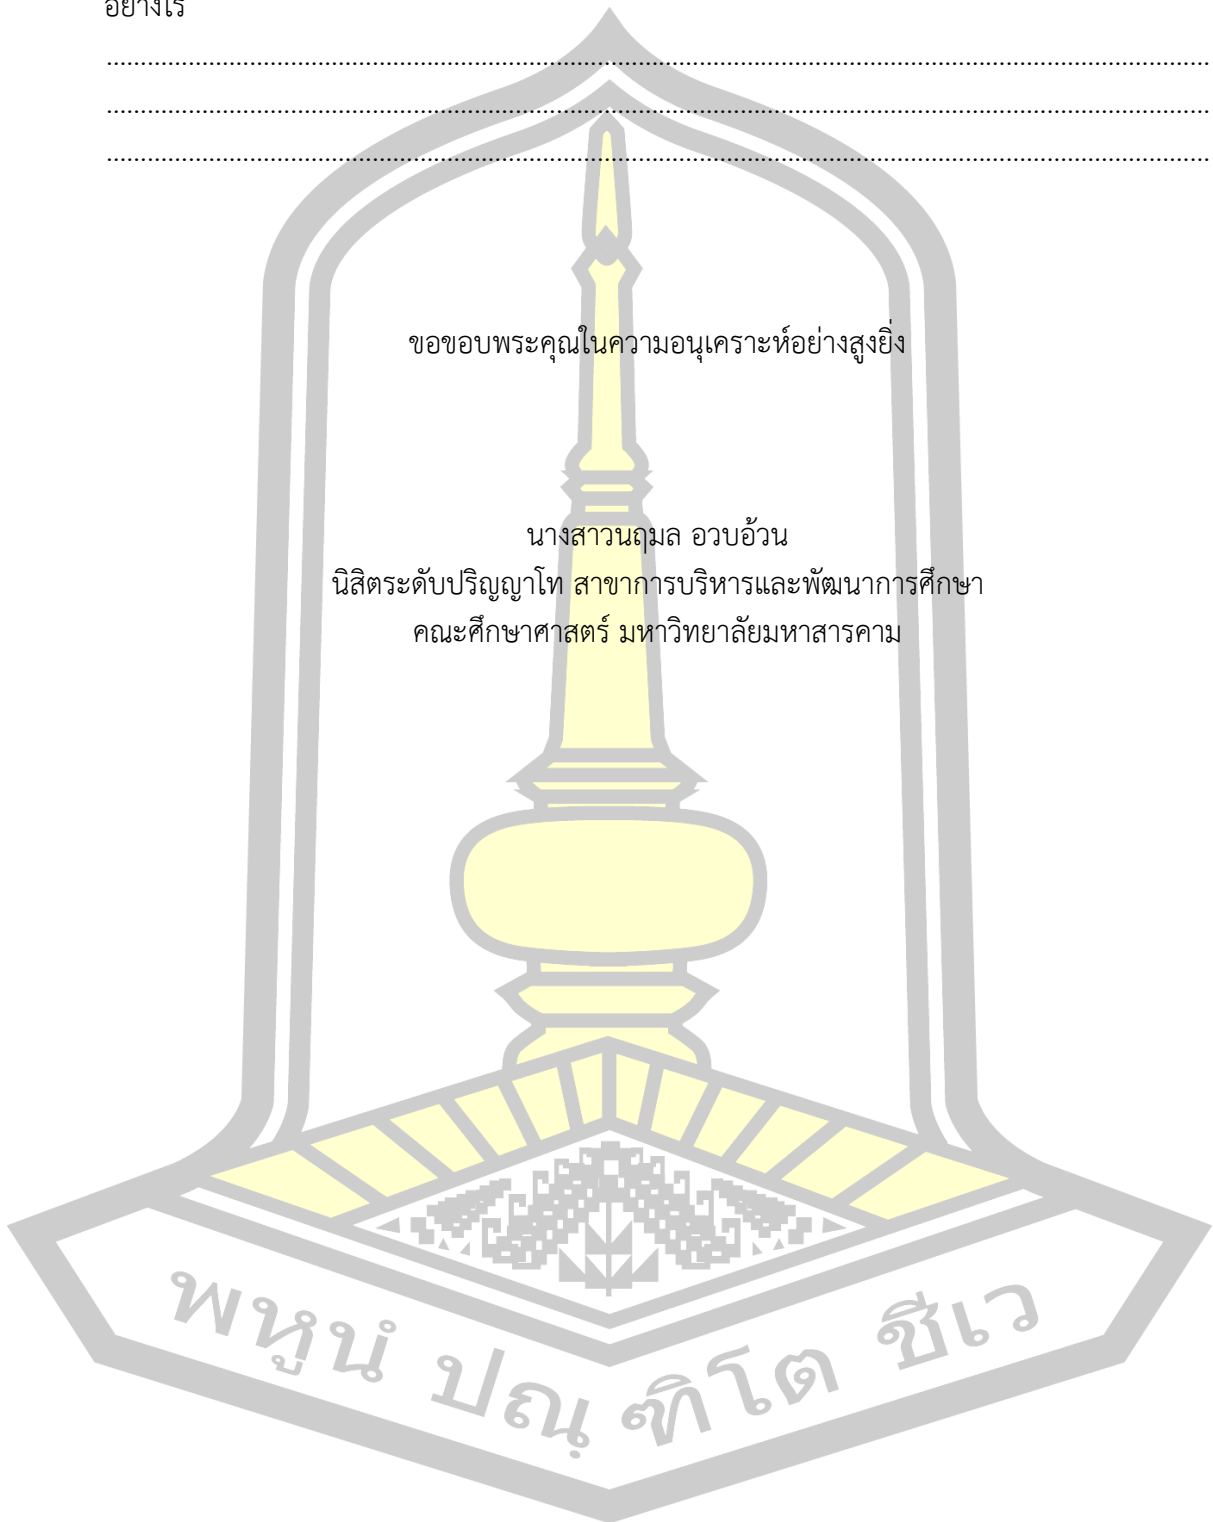 อย่างไร
........................................................................................................................................................................
........................................................................................................................................................................
........................................................................................................................................................................
ขอขอบพระคุณในความอนุเคราะห์อย่างสูงยิ่ง
นางสาวนฤมล อวบอ้วน
นิสิตระดับปริญญาโท สาขาการบริหารและพัฒนาการศึกษา
คณะศึกษาศาสตร์ มหาวิทยาลัยมหาสารคาม
พหูนํ ปณฺฑิโต ชีเว